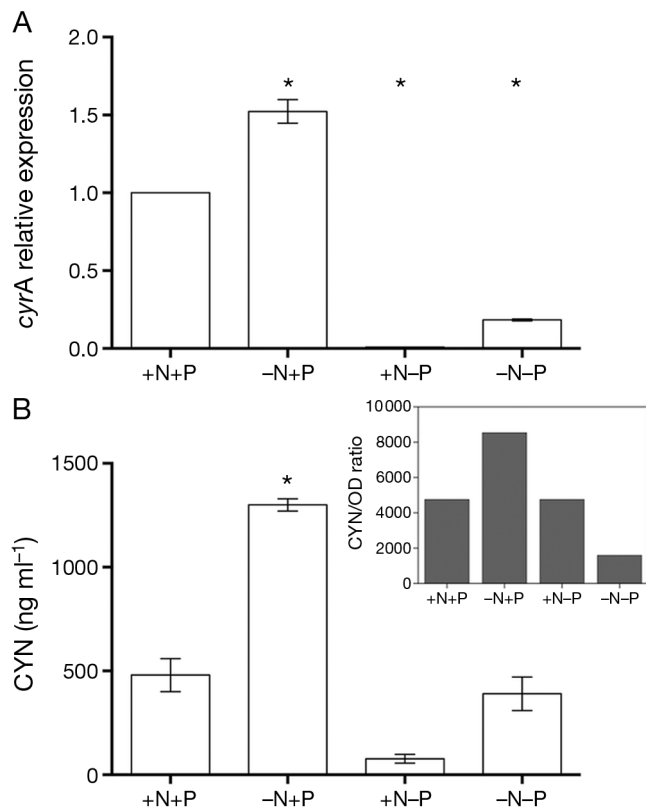 A
2.0
1.5
1.0
0.5
0.0
cyrA relative expression
* * *
+N+P –N+P +N–P –N–P
B
1500
1000
500
0
CYN (ng ml⁻¹)
*
+N+P –N+P +N–P –N–P
10000
8000
6000
4000
2000
0
CYN/OD ratio
+N+P –N+P +N–P –N–P